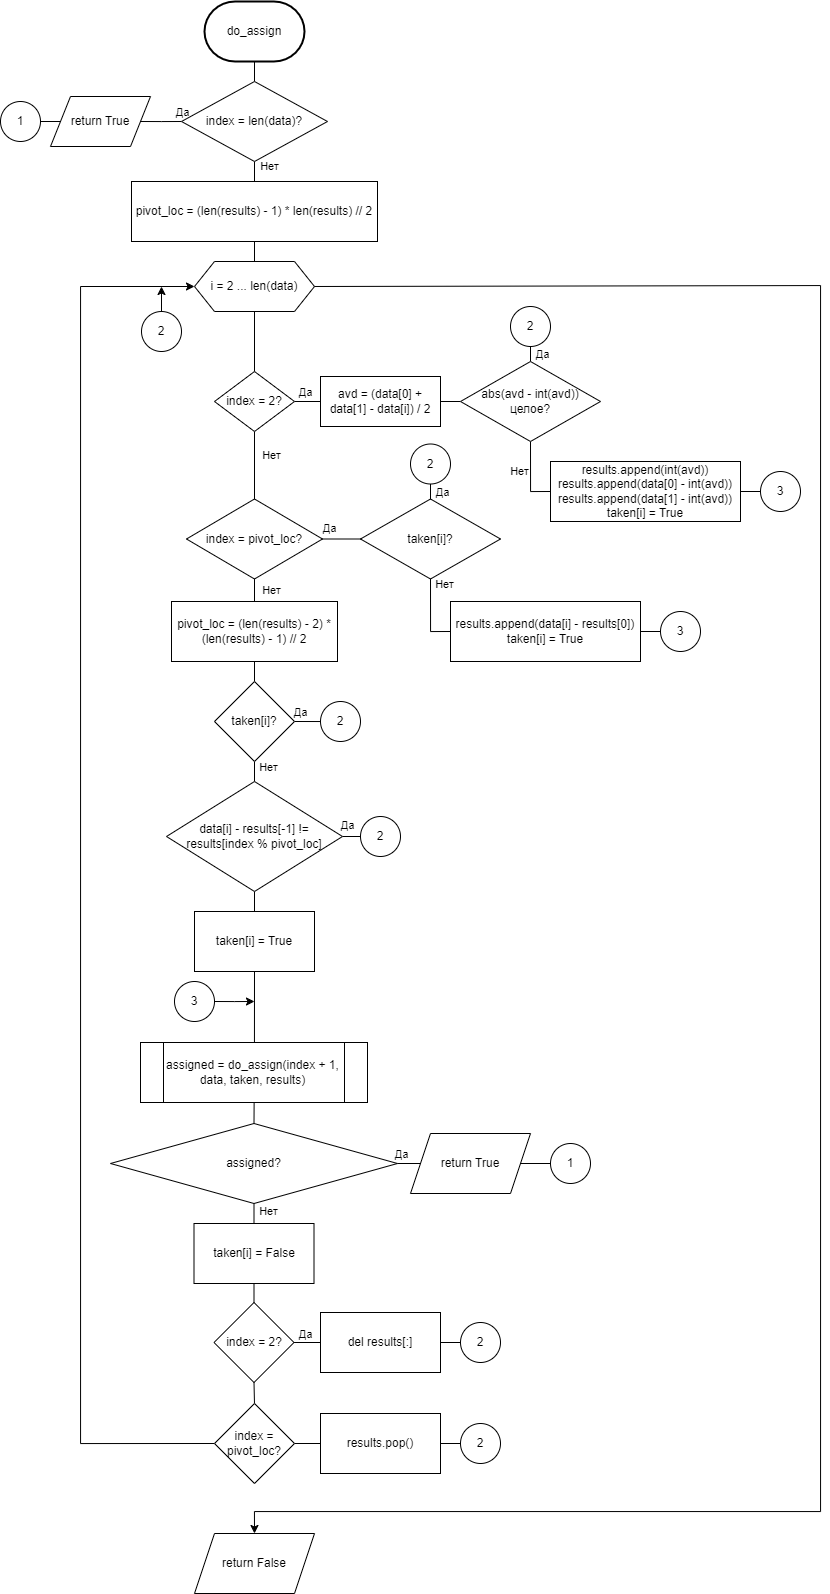 do_assign
Да
1
return True
index = len(data)?
Нет
pivot_loc = (len(results) - 1) * len(results) // 2
i = 2 ... len(data)
2
2
Да
index = 2?
Да
avd = (data[0] +
data[1] - data[i]) / 2
abs(avd - int(avd))
целое?
Нет
Нет
results.append(int(avd))
results.append(data[0] - int(avd))
results.append(data[1] - int(avd))
taken[i] = True
3
2
Да
index = pivot_loc?
Да
taken[i]?
Нет
Нет
pivot_loc = (len(results) - 2) *
(len(results) - 1) // 2
results.append(data[i] - results[0])
taken[i] = True
3
taken[i]?
Да
2
Нет
data[i] - results[-1] !=
results[index % pivot_loc]
Да
2
taken[i] = True
3
assigned = do_assign(index + 1,
data, taken, results)
assigned?
Да
return True
1
Нет
taken[i] = False
index = 2?
Да
del results[:]
2
index =
pivot_loc?
results.pop()
2
return False